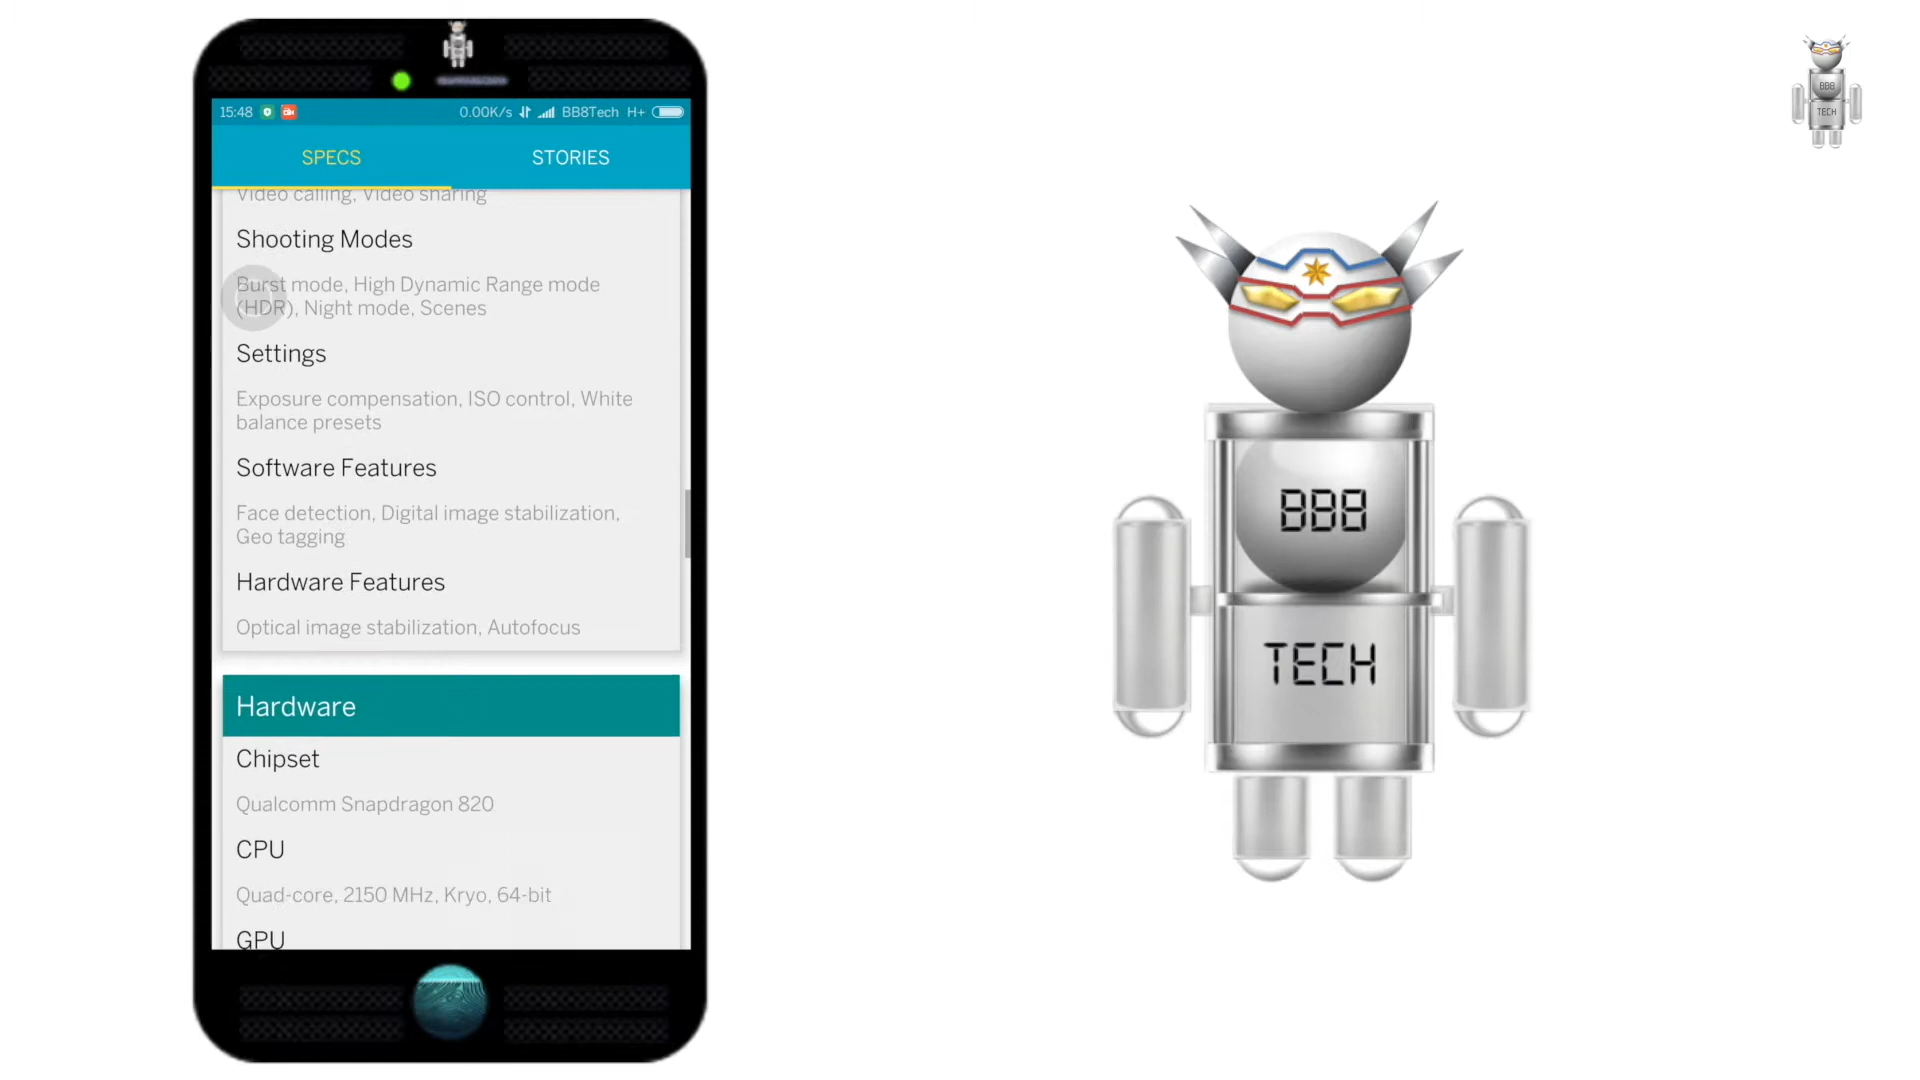 15:48 0.00K/s BB8Tech H+
SPECS STORIES
Video calling, Video sharing
Shooting Modes
Burst mode, High Dynamic Range mode
(HDR), Night mode, Scenes
Settings
Exposure compensation, ISO control, White
balance presets
Software Features
Face detection, Digital image stabilization,
Geo tagging
Hardware Features
Optical image stabilization, Autofocus
Hardware
Chipset
Qualcomm Snapdragon 820
CPU
Quad-core, 2150 MHz, Kryo, 64-bit
GPU
BB8
TECH
BB8
TECH